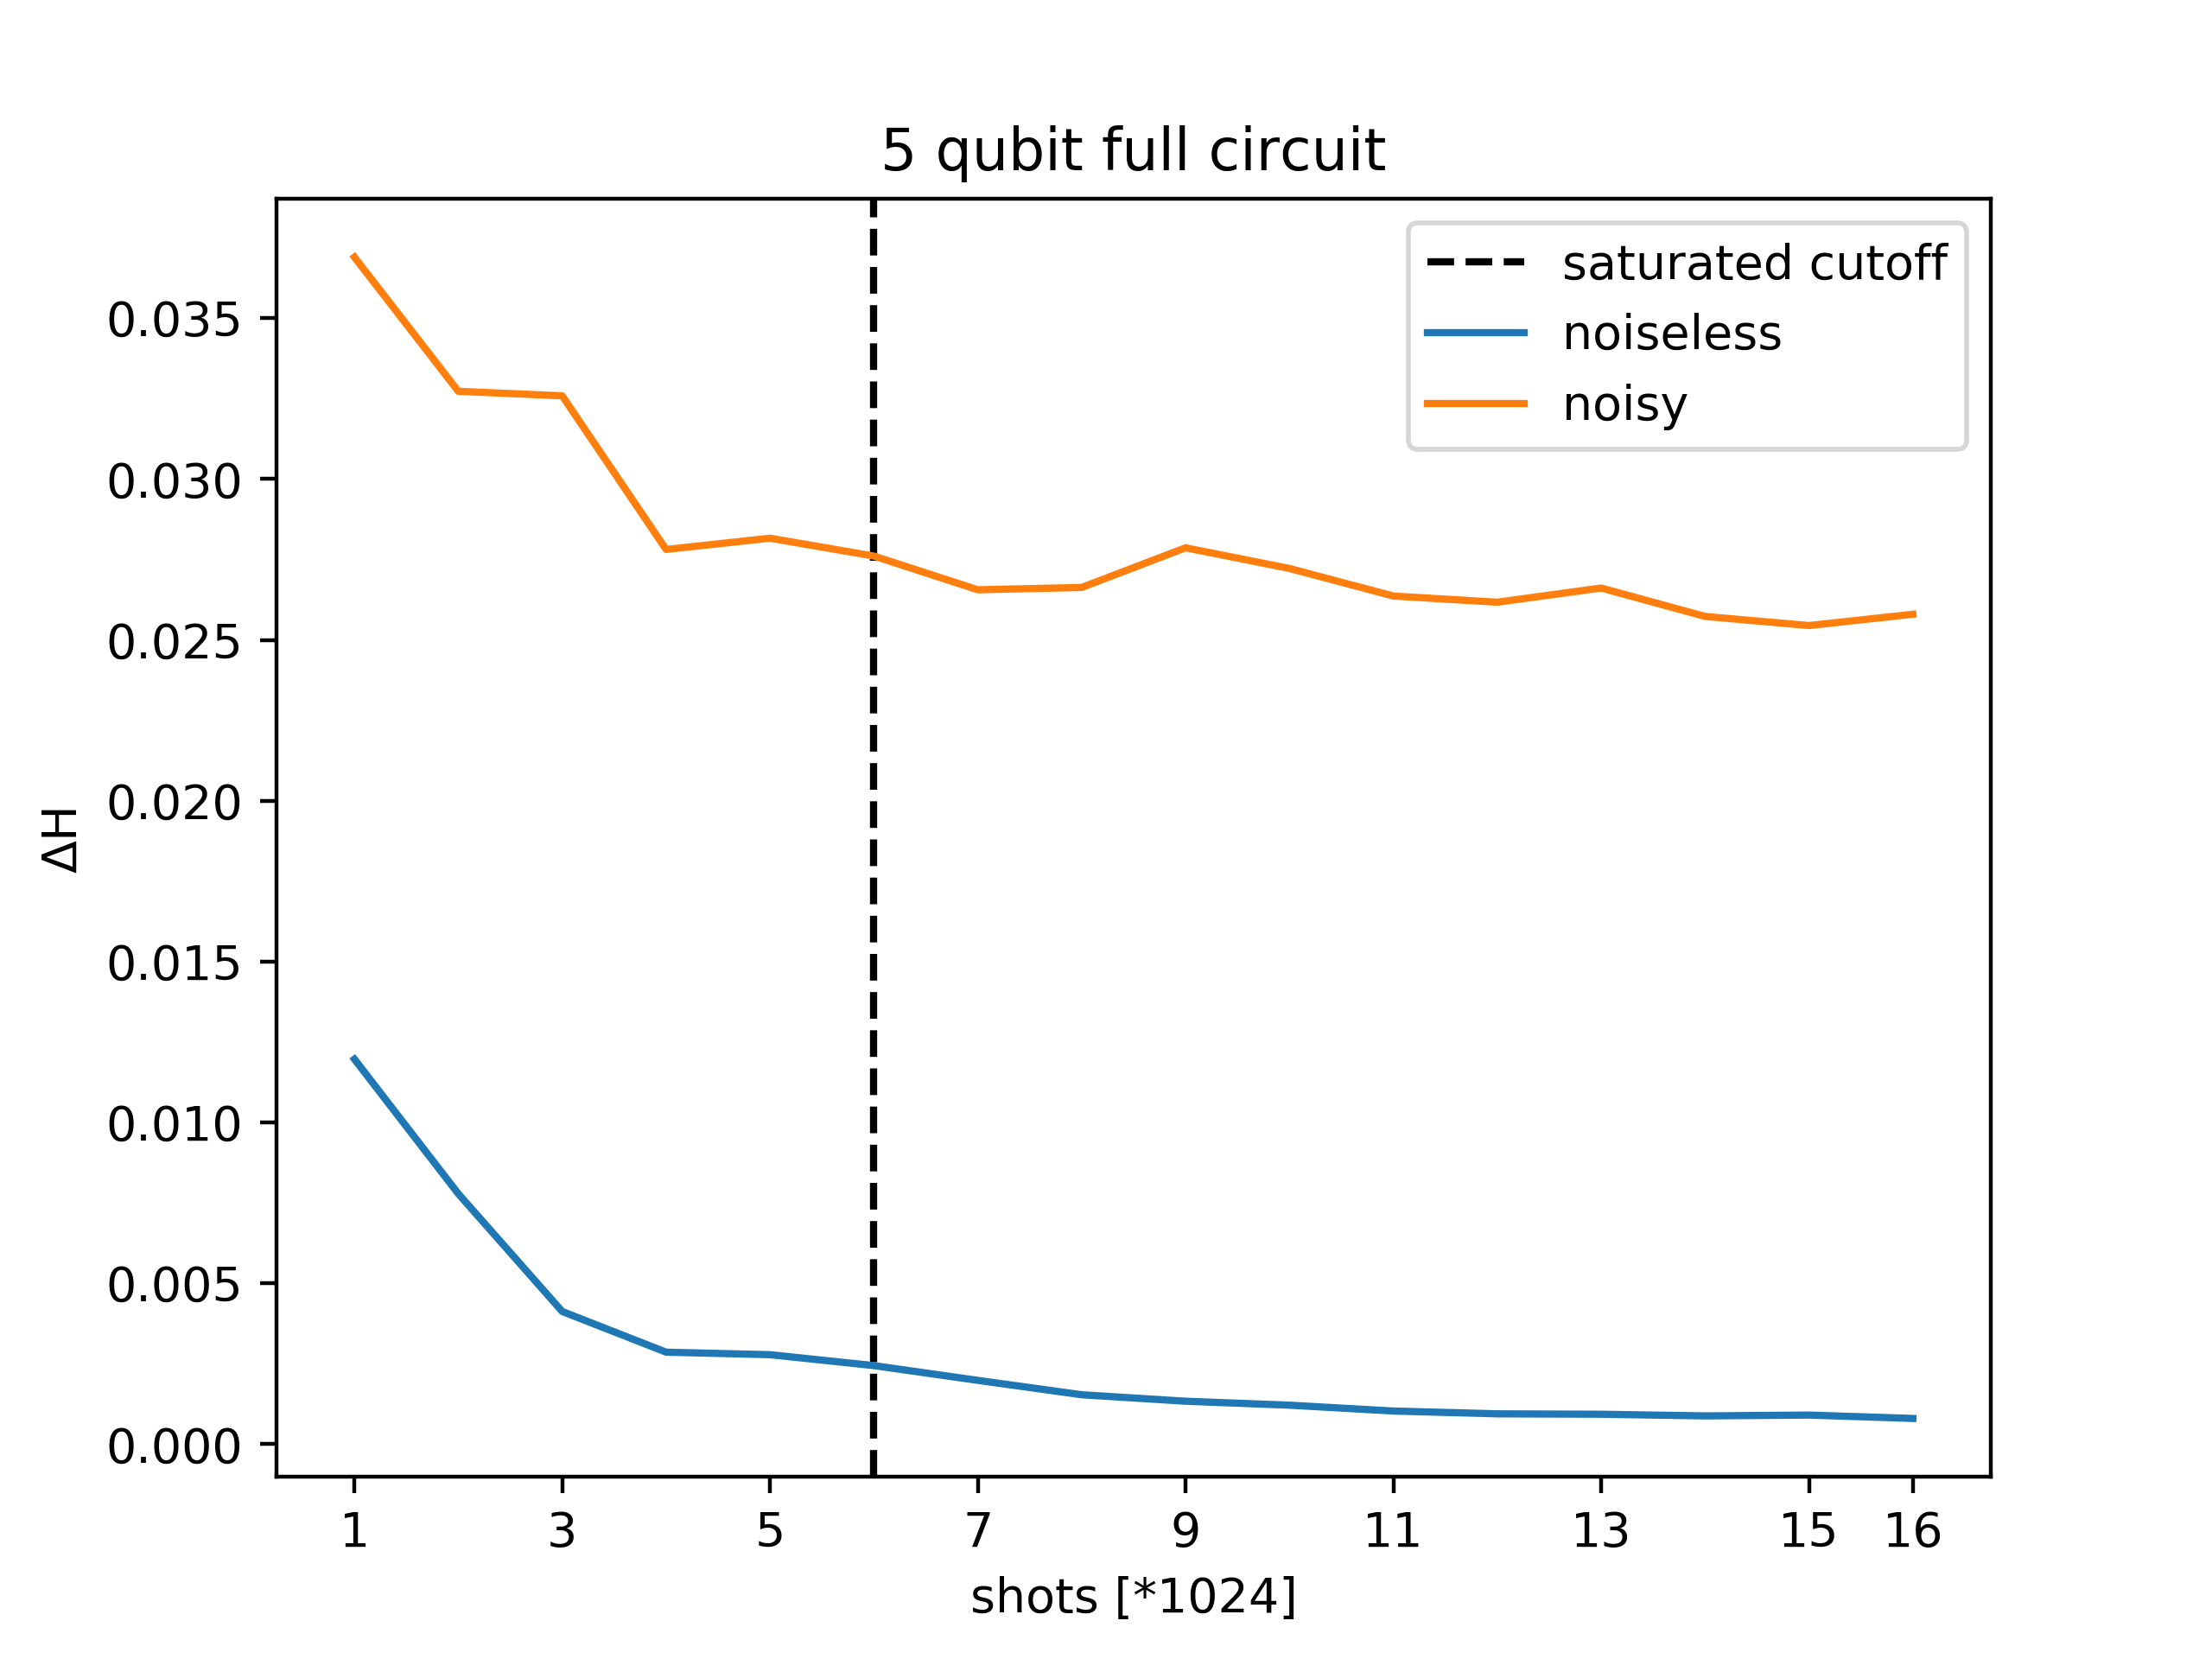 5 qubit full circuit
saturated cutoff
noiseless
noisy
0.035
0.030
0.025
0.020
0.015
0.010
0.005
0.000
ΔH
1 3 5 7 9 11 13 15 16
shots [*1024]